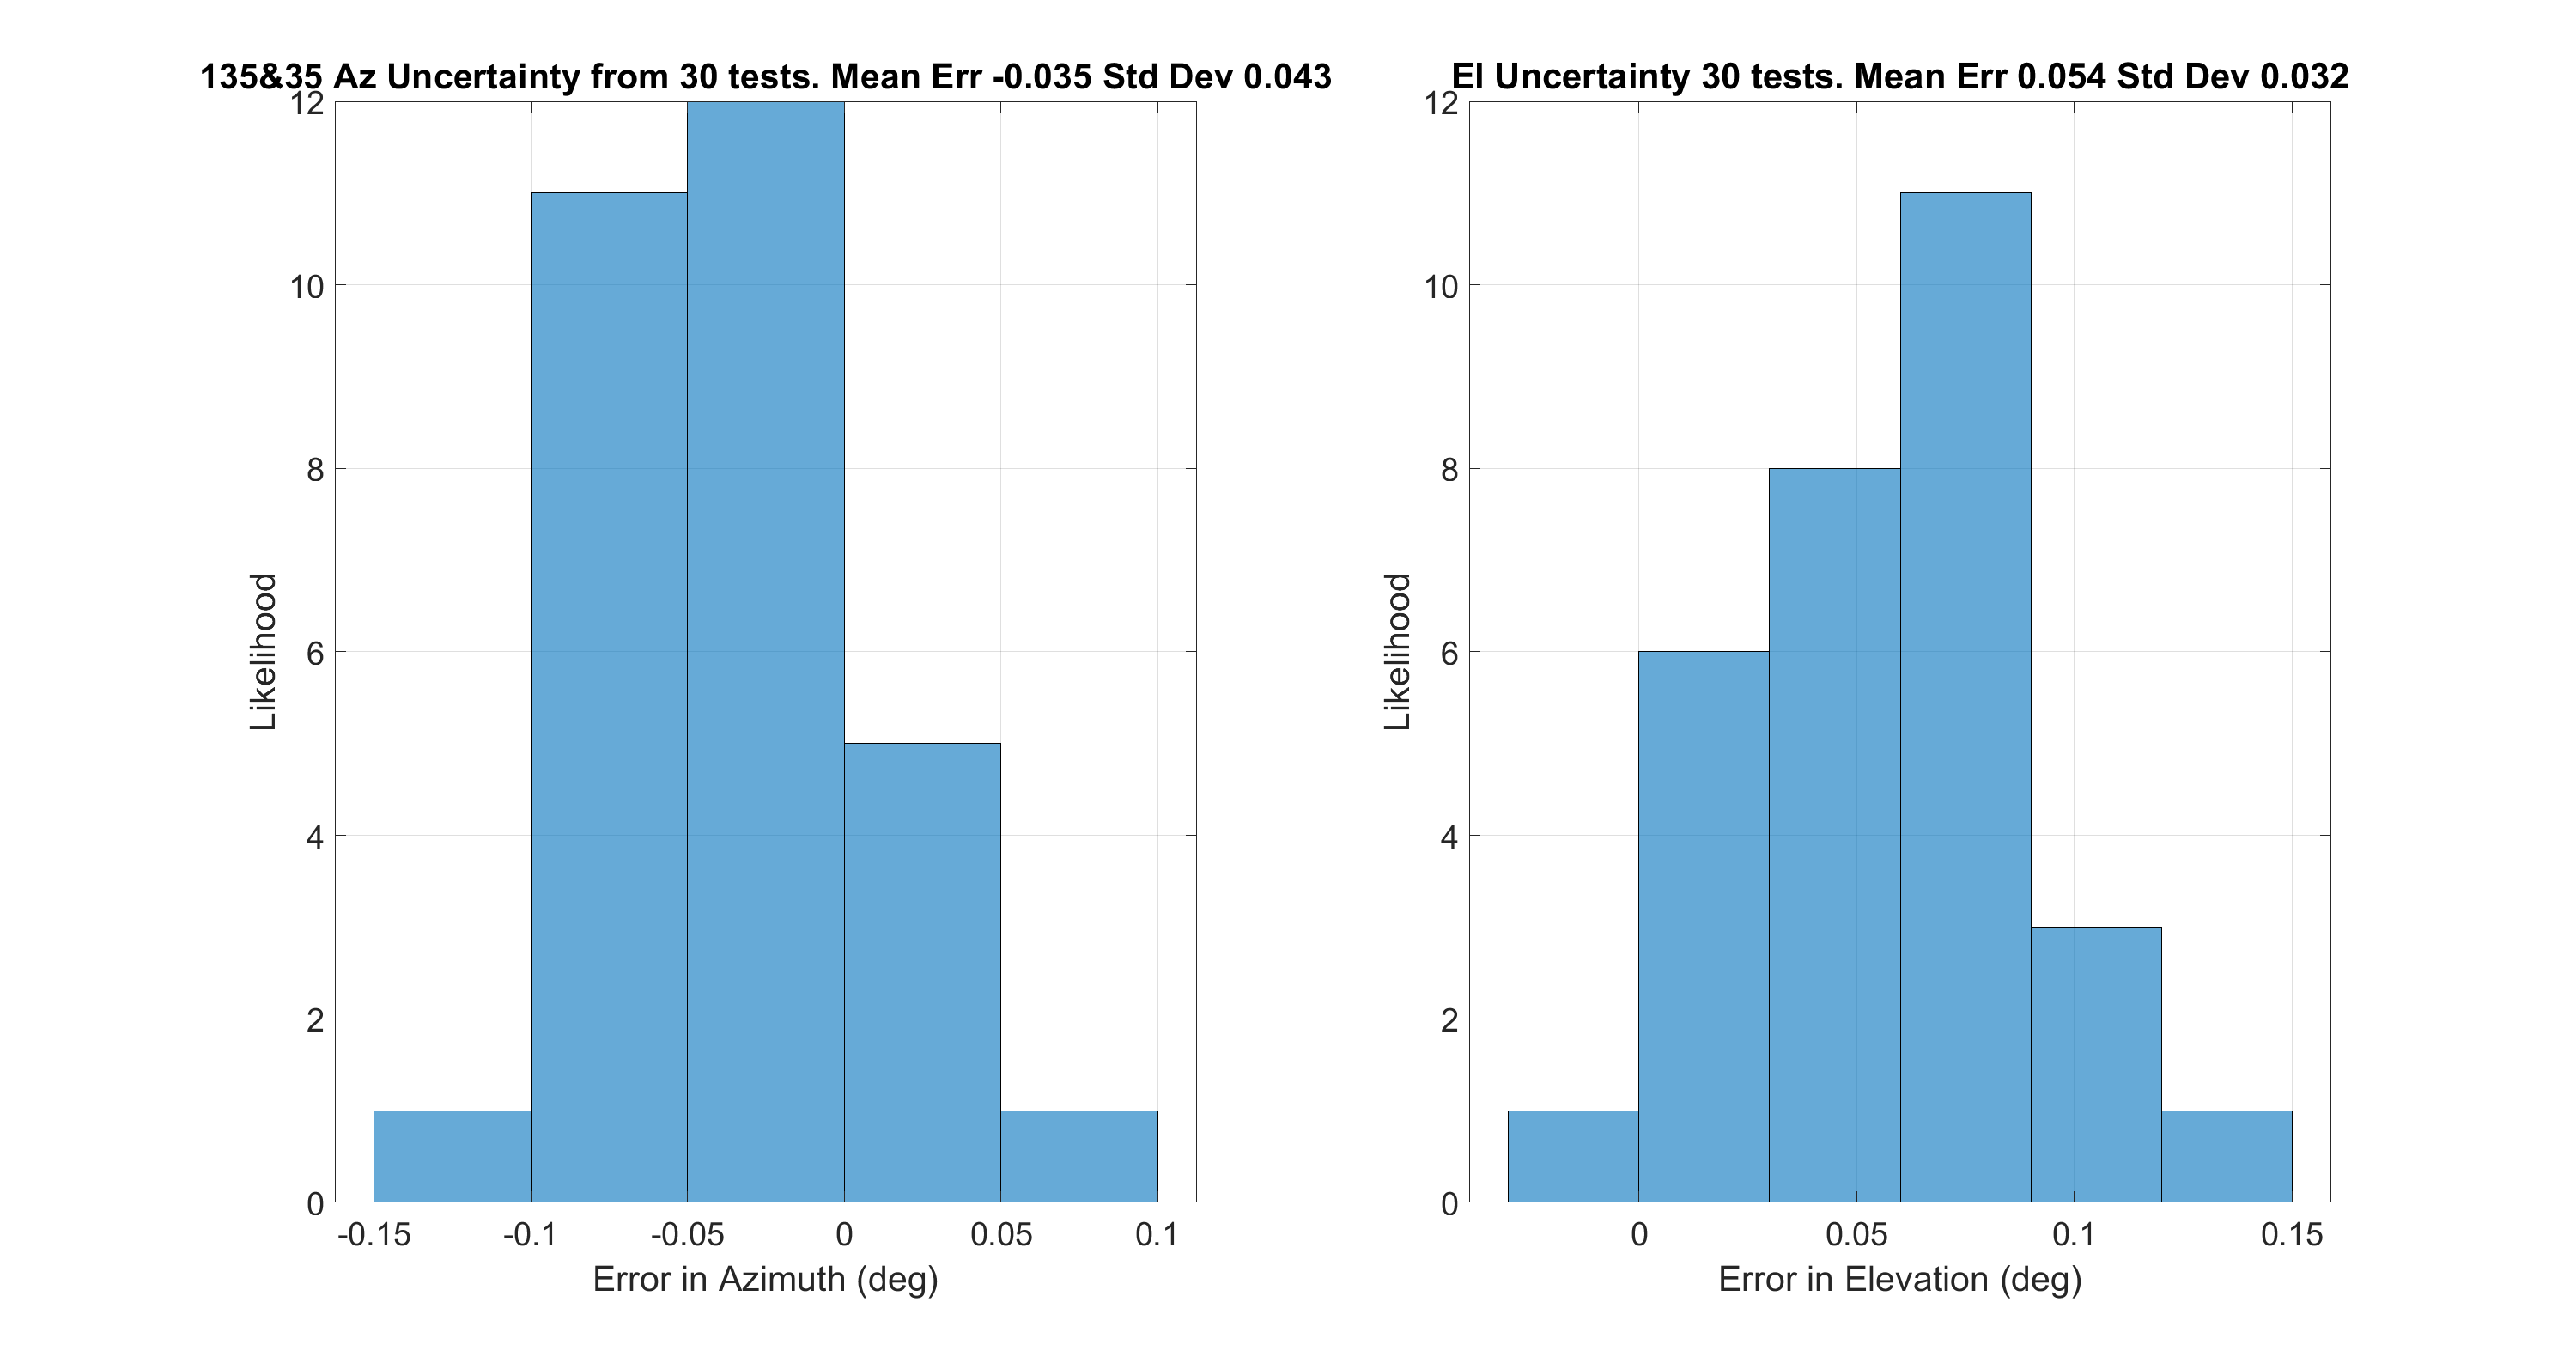 135&35 Az Uncertainty from 30 tests. Mean Err -0.035 Std Dev 0.043
12
10
8
6
4
2
0
Likelihood
-0.15 -0.1 -0.05 0 0.05 0.1
Error in Azimuth (deg)
El Uncertainty 30 tests. Mean Err 0.054 Std Dev 0.032
12
10
8
6
4
2
0
Likelihood
0 0.05 0.1 0.15
Error in Elevation (deg)